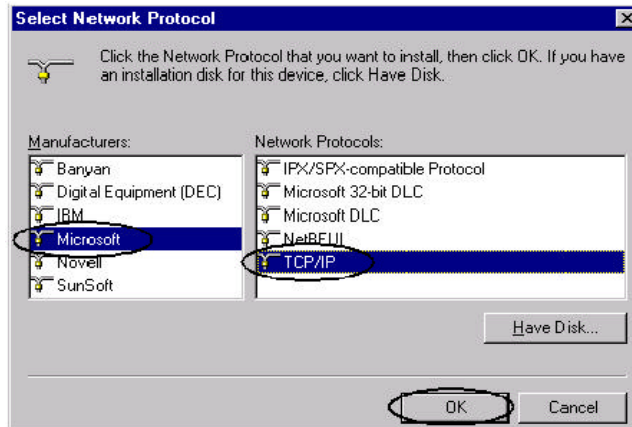 Select Network Protocol
Click the Network Protocol that you want to install, then click OK. If you have
an installation disk for this device, click Have Disk.
Manufacturers:
Banyan
Digital Equipment (DEC)
IBM
Microsoft
Novell
SunSoft
Network Protocols:
IPX/SPX-compatible Protocol
Microsoft 32-bit DLC
Microsoft DLC
NetBEUI
TCP/IP
Have Disk...
OK
Cancel